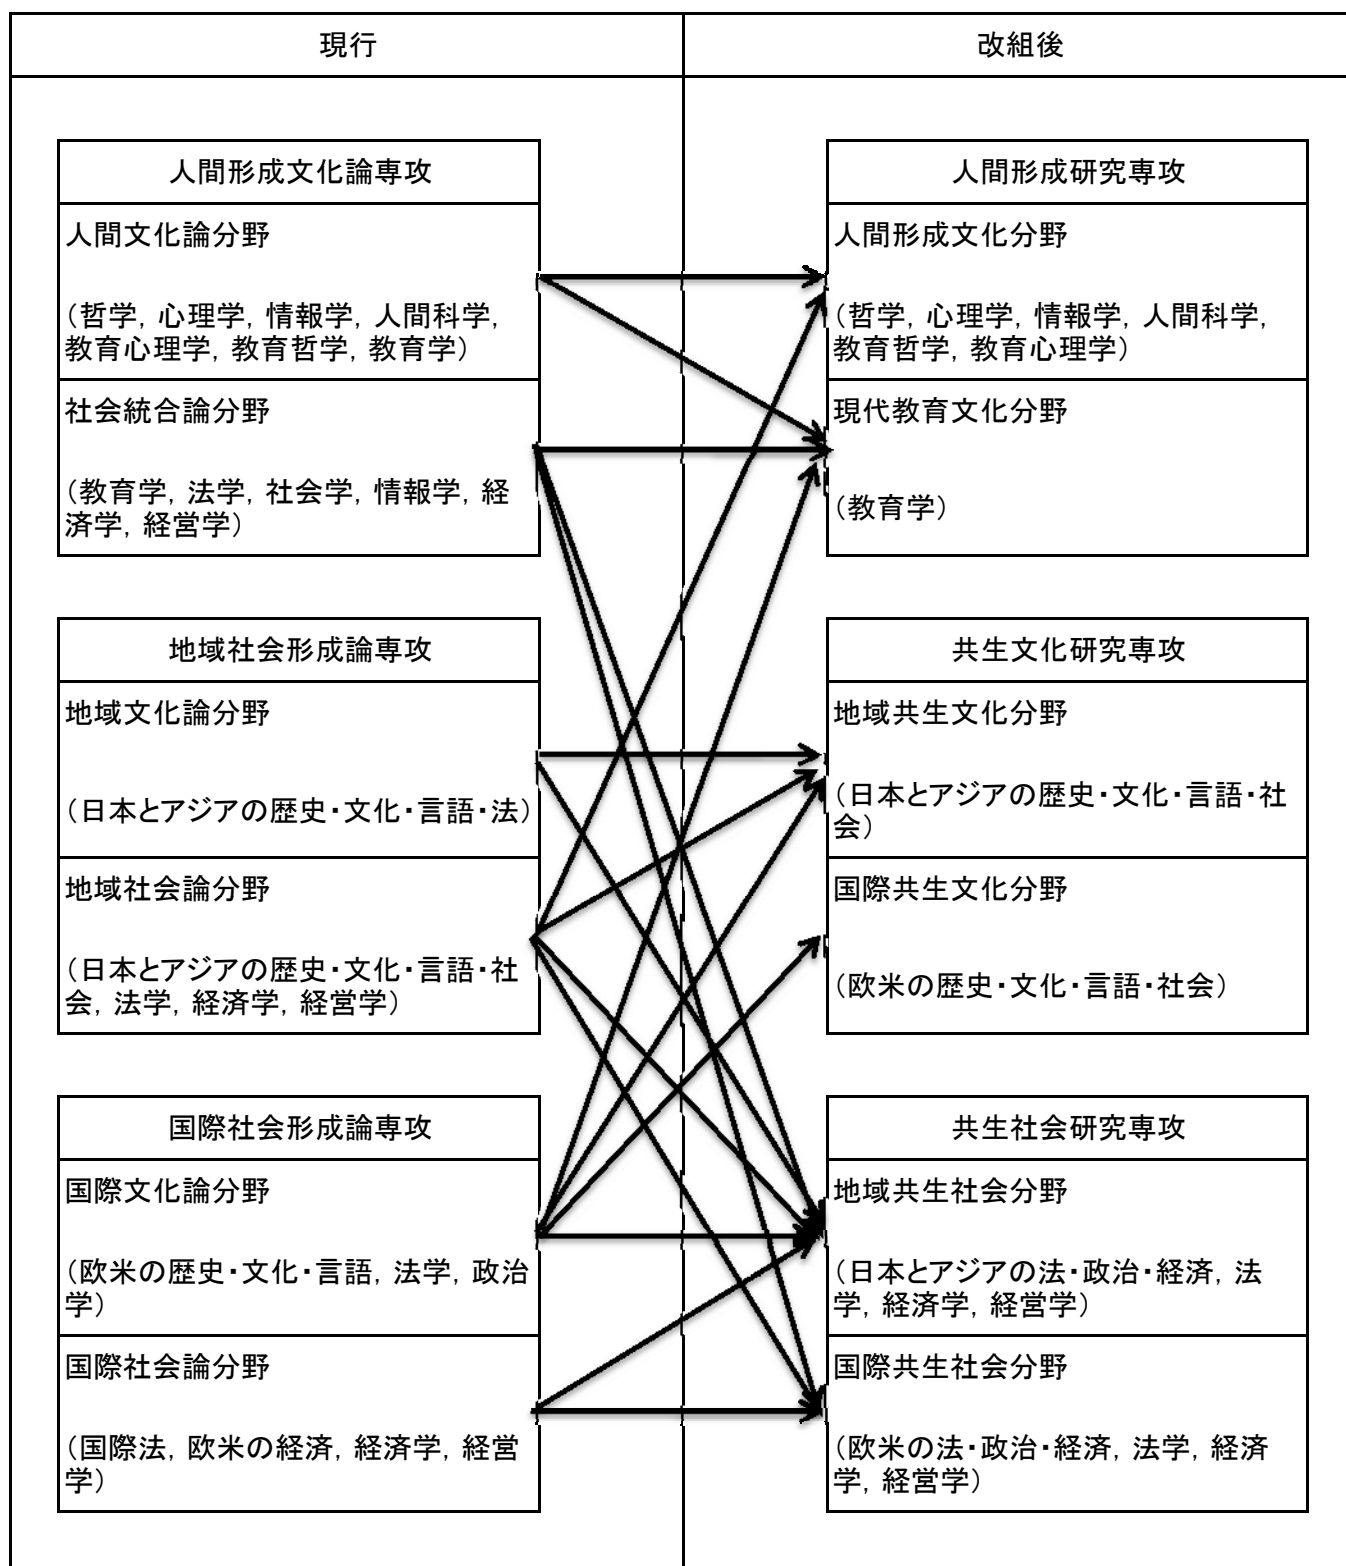 現行
改組後
人間形成文化論専攻
人間文化論分野
（哲学, 心理学, 情報学, 人間科学,
教育心理学, 教育哲学, 教育学）
社会統合論分野
（教育学, 法学, 社会学, 情報学, 経
済学, 経営学）
地域社会形成論専攻
地域文化論分野
（日本とアジアの歴史・文化・言語・法）
地域社会論分野
（日本とアジアの歴史・文化・言語・社
会, 法学, 経済学, 経営学）
国際社会形成論専攻
国際文化論分野
（欧米の歴史・文化・言語, 法学, 政治
学）
国際社会論分野
（国際法, 欧米の経済, 経済学, 経営
学）
人間形成研究専攻
人間形成文化分野
（哲学, 心理学, 情報学, 人間科学,
教育哲学, 教育心理学）
現代教育文化分野
（教育学）
共生文化研究専攻
地域共生文化分野
（日本とアジアの歴史・文化・言語・社
会）
国際共生文化分野
（欧米の歴史・文化・言語・社会）
共生社会研究専攻
地域共生社会分野
（日本とアジアの法・政治・経済, 法
学, 経済学, 経営学）
国際共生社会分野
（欧米の法・政治・経済, 法学, 経済
学, 経営学）